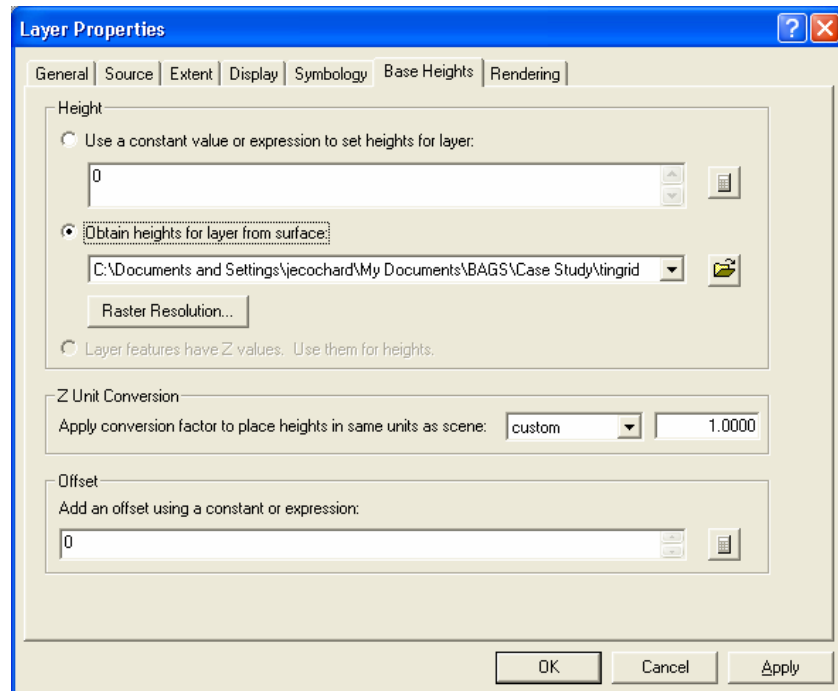 Layer Properties
General Source Extent Display Symbology Base Heights Rendering
Height
Use a constant value or expression to set heights for layer:
0
Obtain heights for layer from surface:
C:\Documents and Settings\jecochard\My Documents\BAGS\Case Study\tingrid
Raster Resolution...
Layer features have Z values. Use them for heights.
Z Unit Conversion
Apply conversion factor to place heights in same units as scene: custom 1.0000
Offset
Add an offset using a constant or expression:
0
OK Cancel Apply